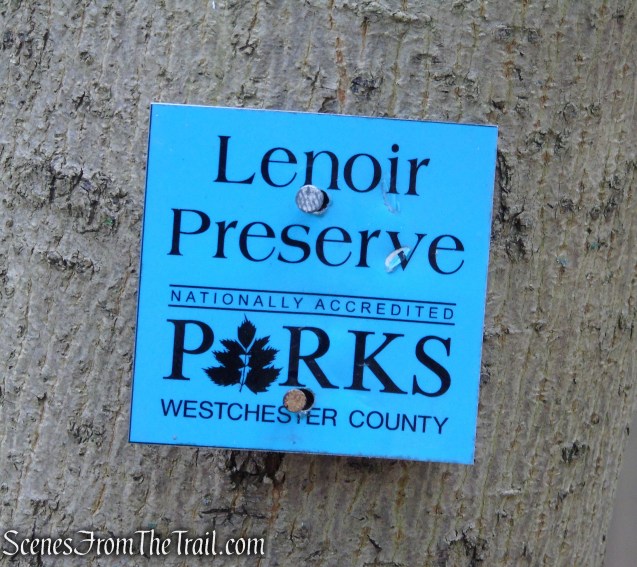 Lenoir
Preserve
NATIONALLY ACCREDITED
PARKS
WESTCHESTER COUNTY
SCENESFROMTHETRAIL.com